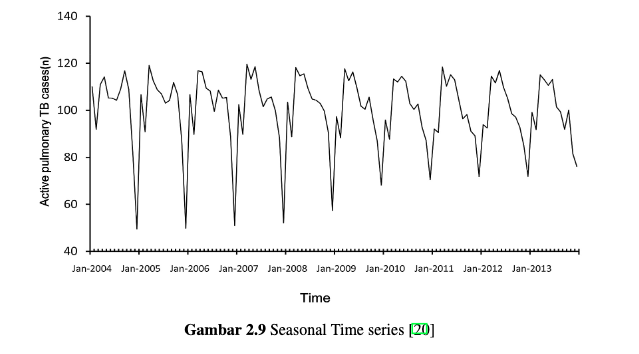 140
120
100
80
60
40
Active pulmonary TB cases(n)
Jan-2004 Jan-2005 Jan-2006 Jan-2007 Jan-2008 Jan-2009 Jan-2010 Jan-2011 Jan-2012 Jan-2013
Time
Gambar 2.9 Seasonal Time series [20]